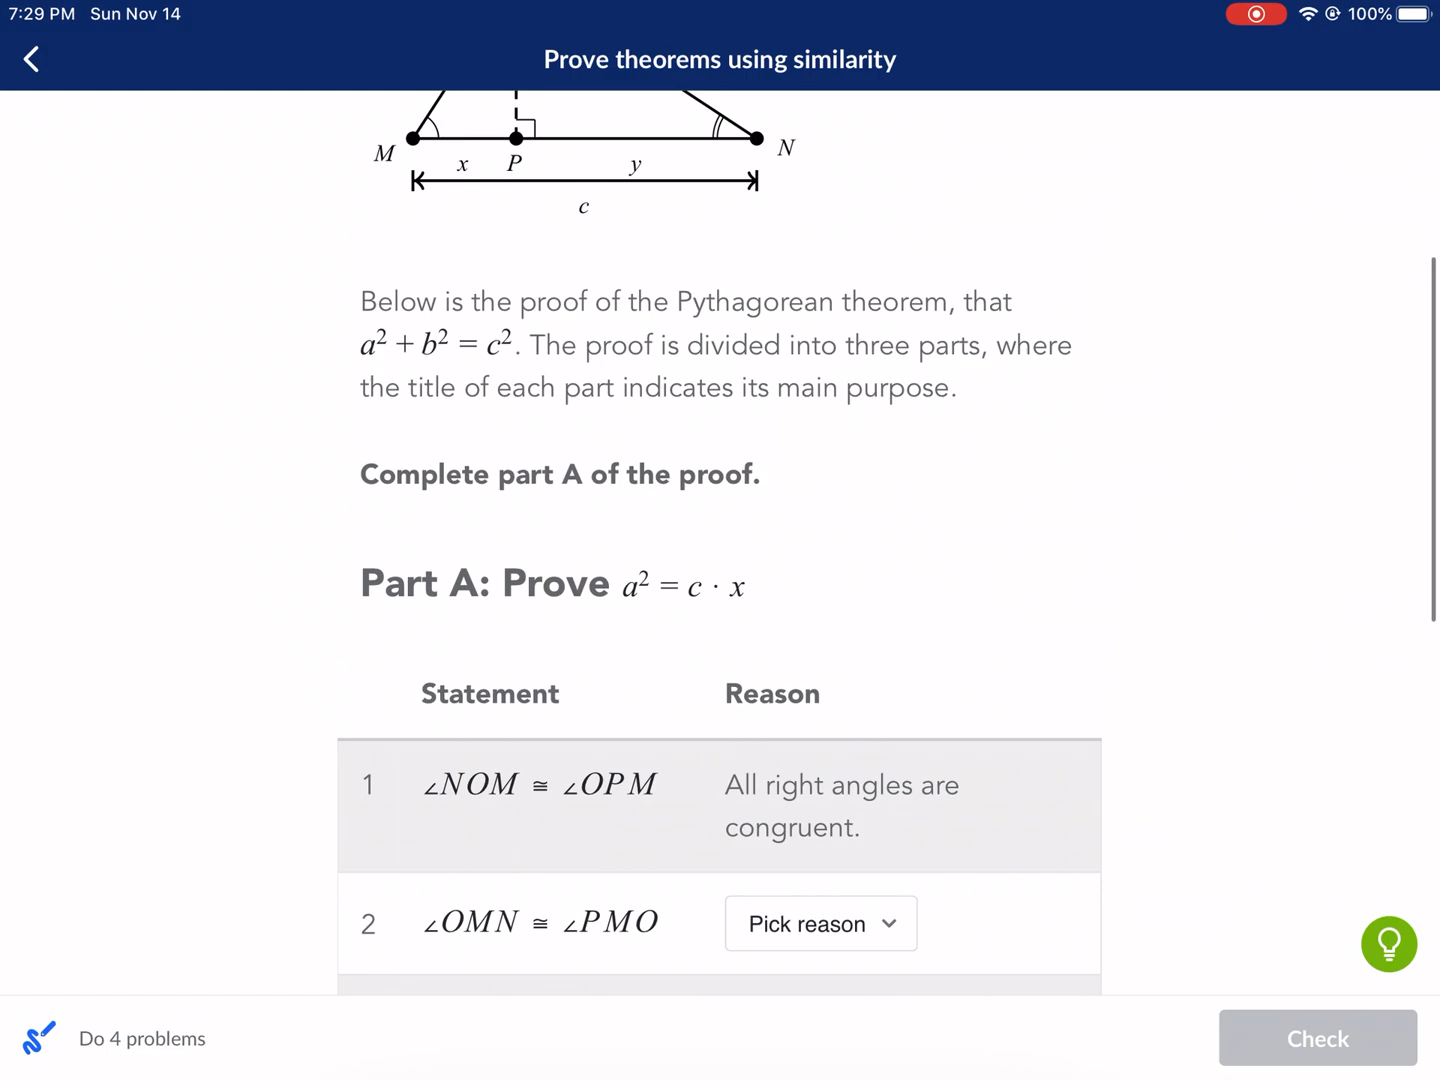 7:29 PM Sun Nov 14
100%
Prove theorems using similarity
M
N
x
P
y
c
Below is the proof of the Pythagorean theorem, that
a² + b² = c². The proof is divided into three parts, where
the title of each part indicates its main purpose.
Complete part A of the proof.
Part A: Prove a² = c · x
Statement Reason
1 ∠NOM ≅ ∠OPM All right angles are
congruent.
2 ∠OMN ≅ ∠PMO Pick reason
Do 4 problems
Check